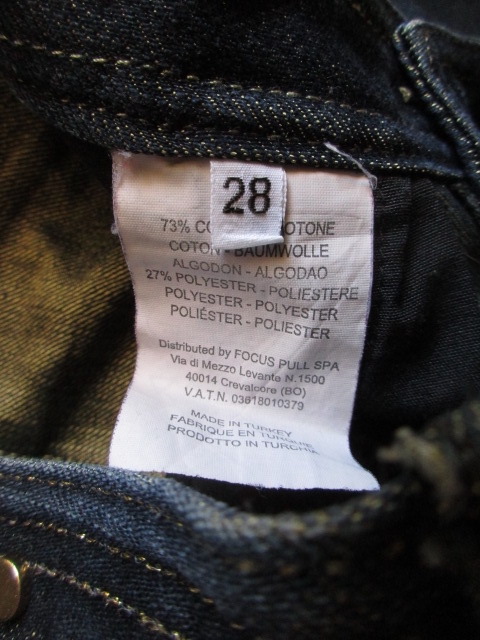 28
73% CO OTONE
COTON - BAUMWOLLE
ALGODON - ALGODAO
27% POLYESTER - POLIESTERE
POLYESTER - POLYESTER
POLIÉSTER - POLIESTER
Distributed by FOCUS PULL SPA
Via di Mezzo Levante N.1500
40014 Crevalcore (BO)
V.A.T.N. 03618010379
MADE IN TURKEY
FABRIQUE EN TURQUIE
PRODOTTO IN TURCHIA